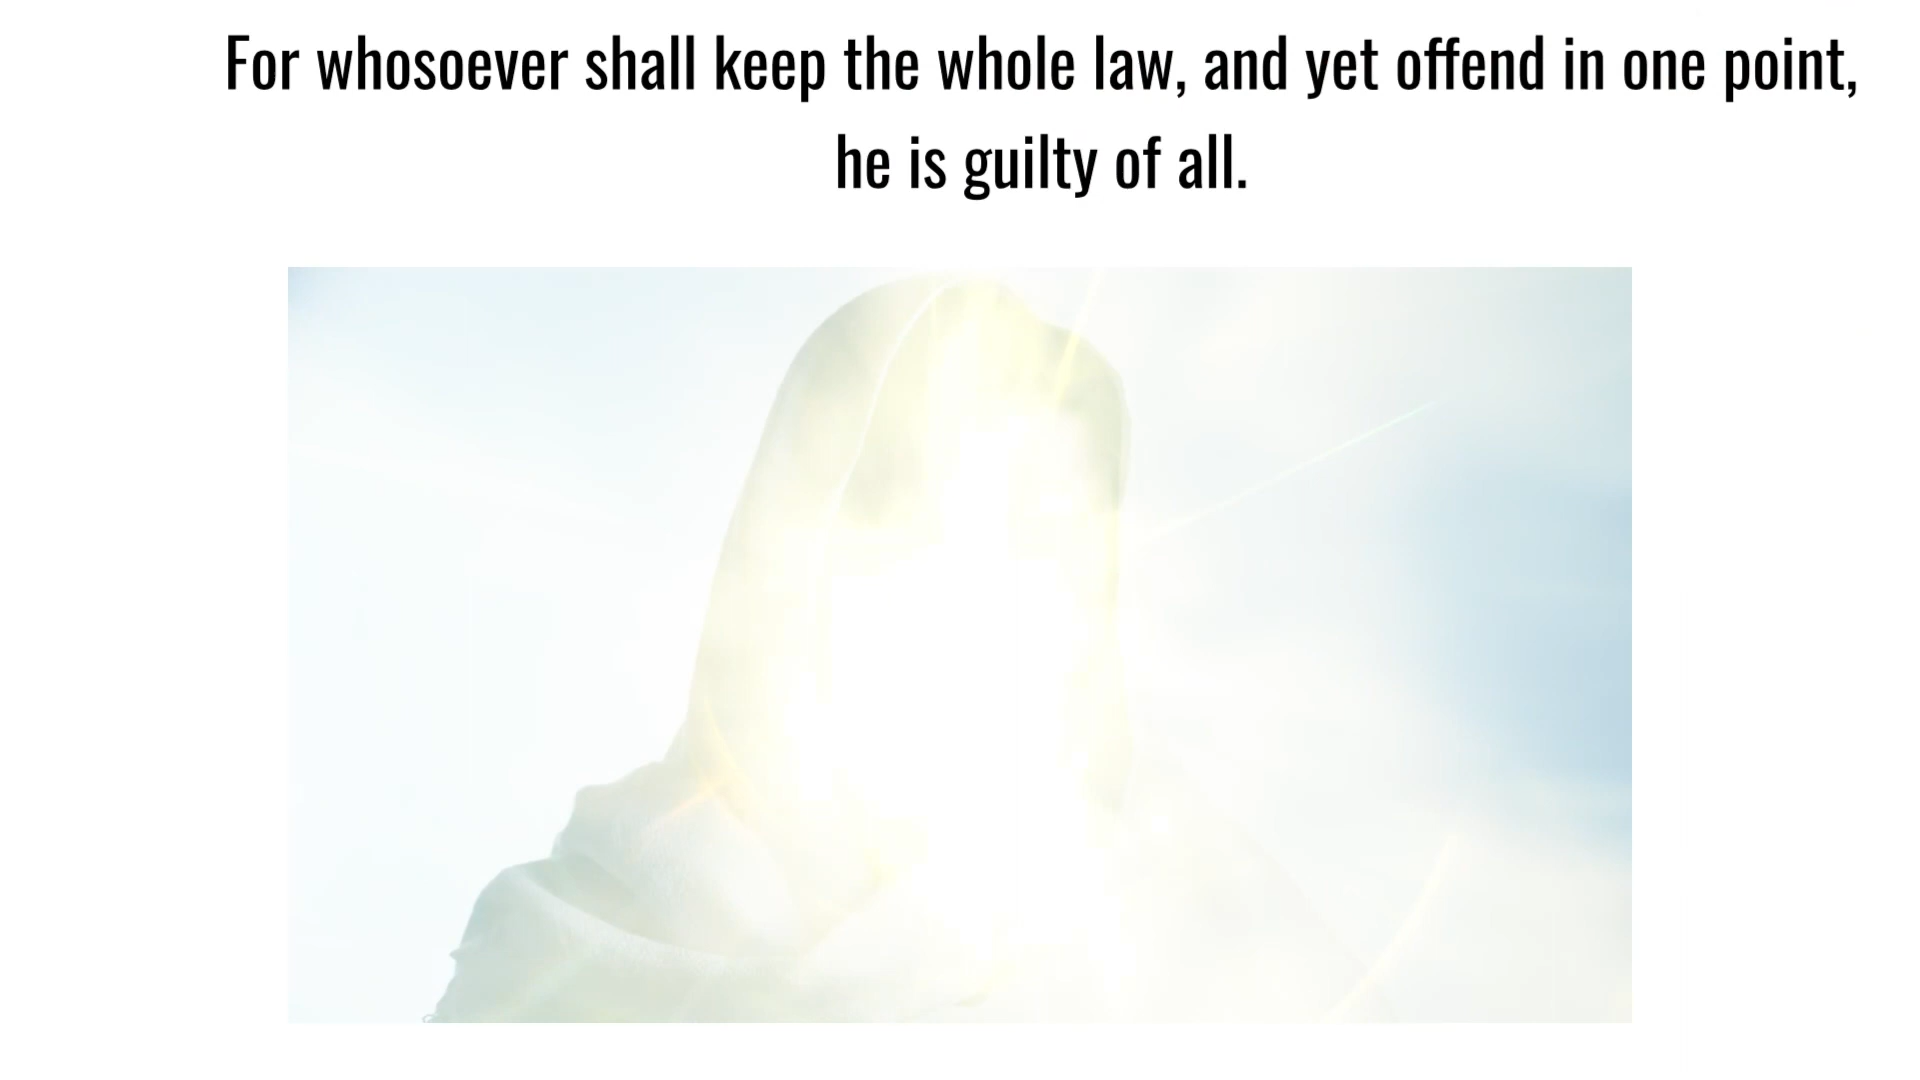 For whosoever shall keep the whole law, and yet offend in one point,
he is guilty of all.